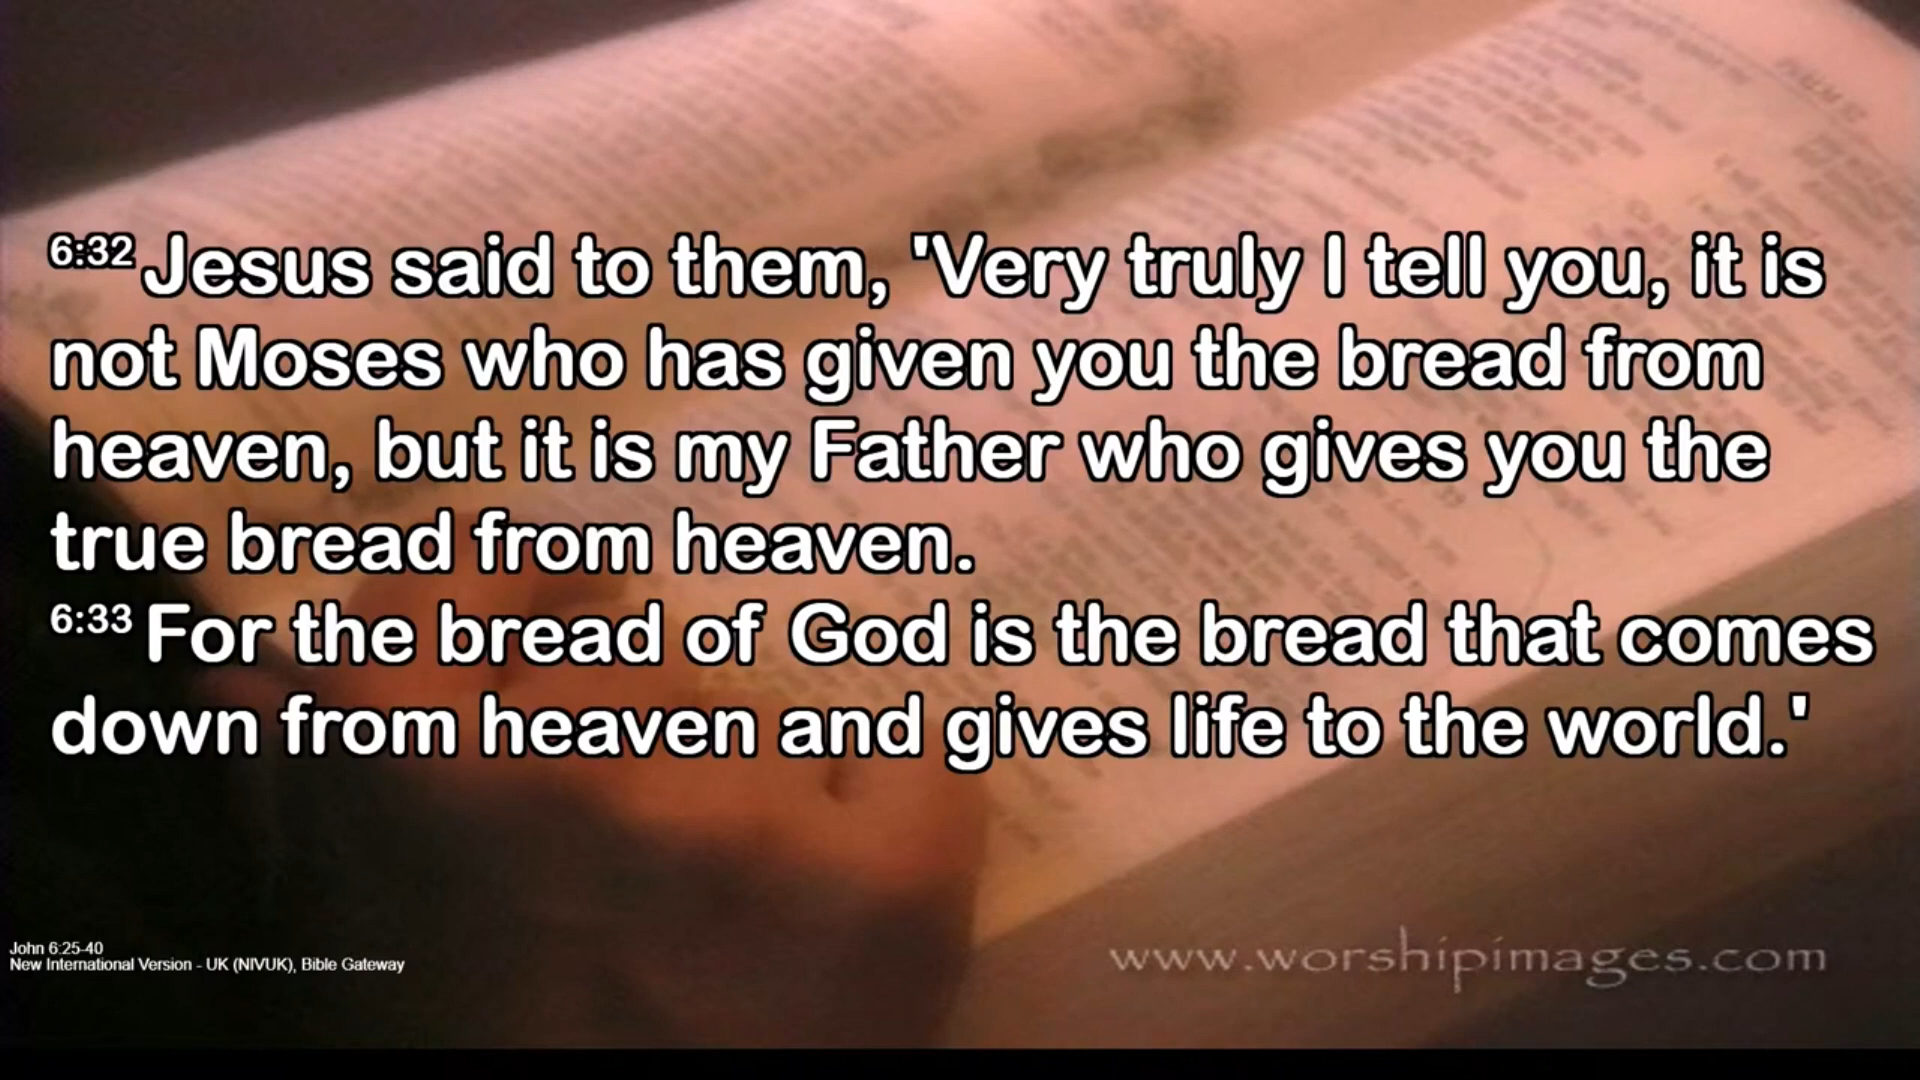 6:32 Jesus said to them, 'Very truly I tell you, it is
not Moses who has given you the bread from
heaven, but it is my Father who gives you the
true bread from heaven.
6:33 For the bread of God is the bread that comes
down from heaven and gives life to the world.'
John 6:25-40
New International Version - UK (NIVUK), Bible Gateway
www.worshipimages.com